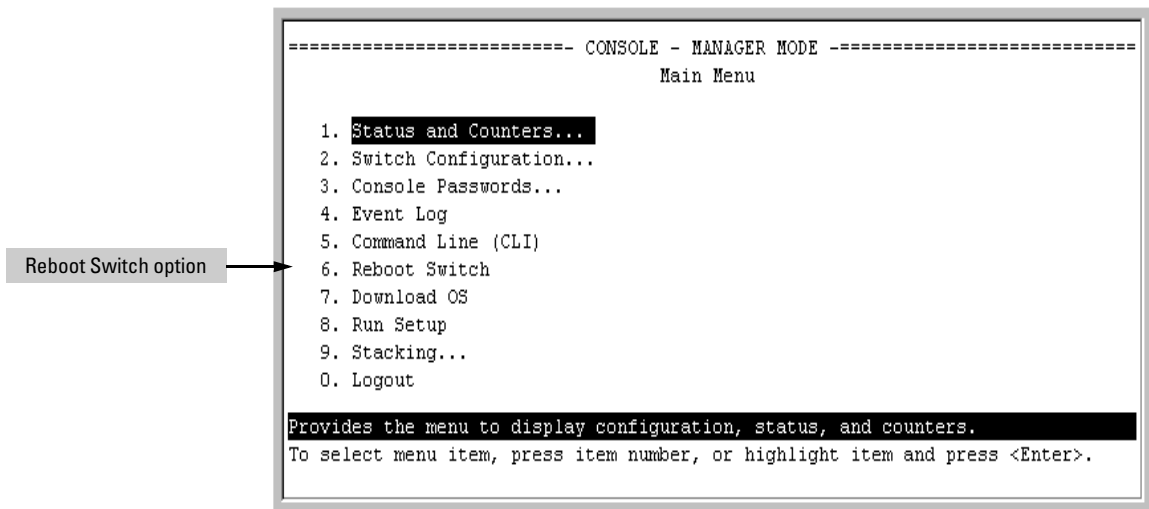 ==========================- CONSOLE - MANAGER MODE -============================
Main Menu
1. Status and Counters...
2. Switch Configuration...
3. Console Passwords...
4. Event Log
5. Command Line (CLI)
Reboot Switch option
6. Reboot Switch
7. Download OS
8. Run Setup
9. Stacking...
0. Logout
Provides the menu to display configuration, status, and counters.
To select menu item, press item number, or highlight item and press <Enter>.